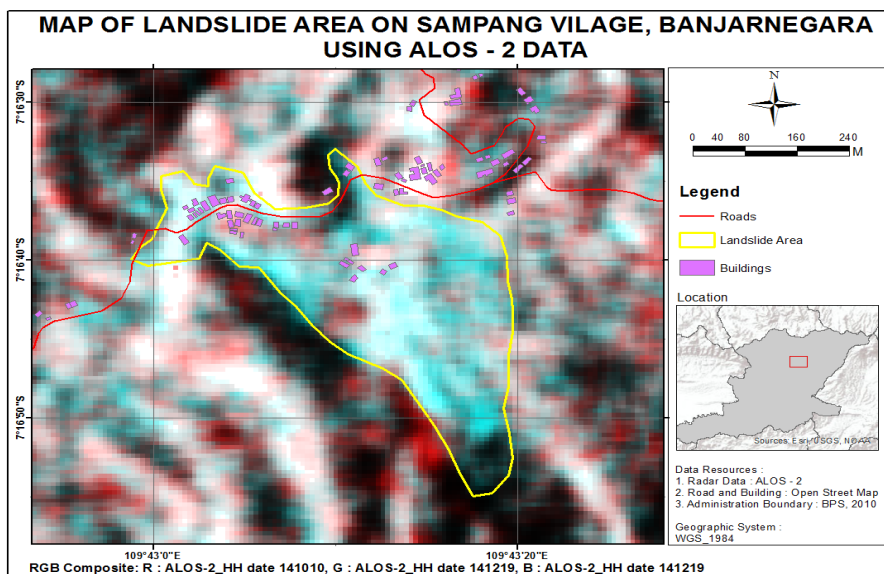 MAP OF LANDSLIDE AREA ON SAMPANG VILAGE, BANJARNEGARA
USING ALOS - 2 DATA
7°16'30"S
7°16'40"S
7°16'50"S
109°43'0"E
109°43'20"E
N
0 40 80 160 240
M
Legend
Roads
Landslide Area
Buildings
Location
Sources: Esri, USGS, NOAA
Data Resources :
1. Radar Data : ALOS - 2
2. Road and Building : Open Street Map
3. Administration Boundary : BPS, 2010
Geographic System :
WGS_1984
RGB Composite: R : ALOS-2_HH date 141010, G : ALOS-2_HH date 141219, B : ALOS-2_HH date 141219